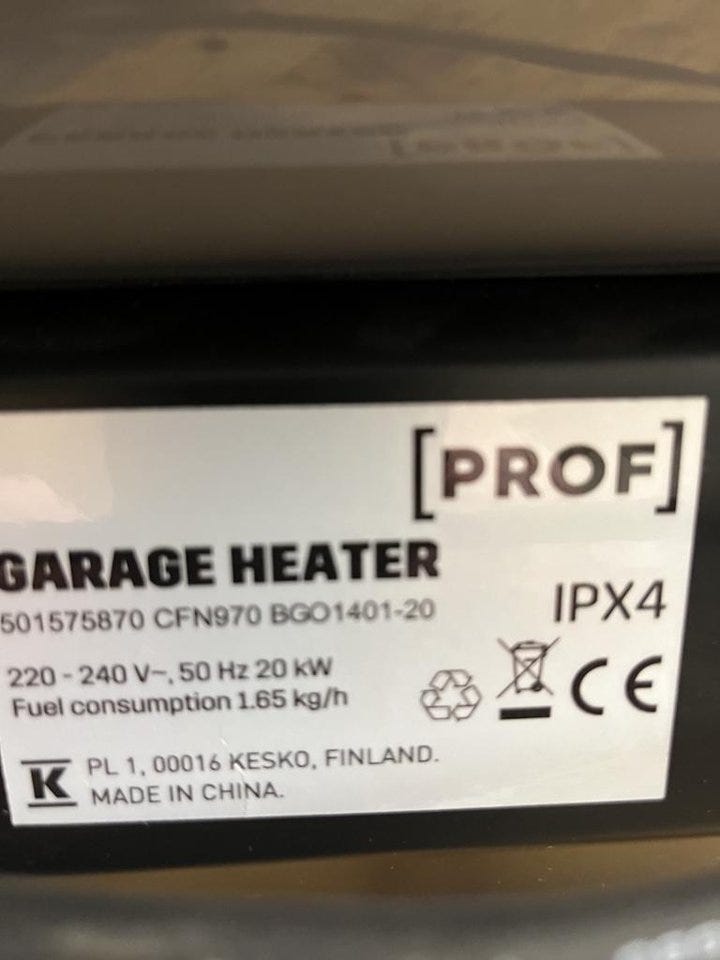 [PROF]
GARAGE HEATER
501575870 CFN970 BGO1401-20
IPX4
220 - 240 V~, 50 Hz 20 kW
Fuel consumption 1.65 kg/h
CE
K
PL 1, 00016 KESKO, FINLAND.
MADE IN CHINA.